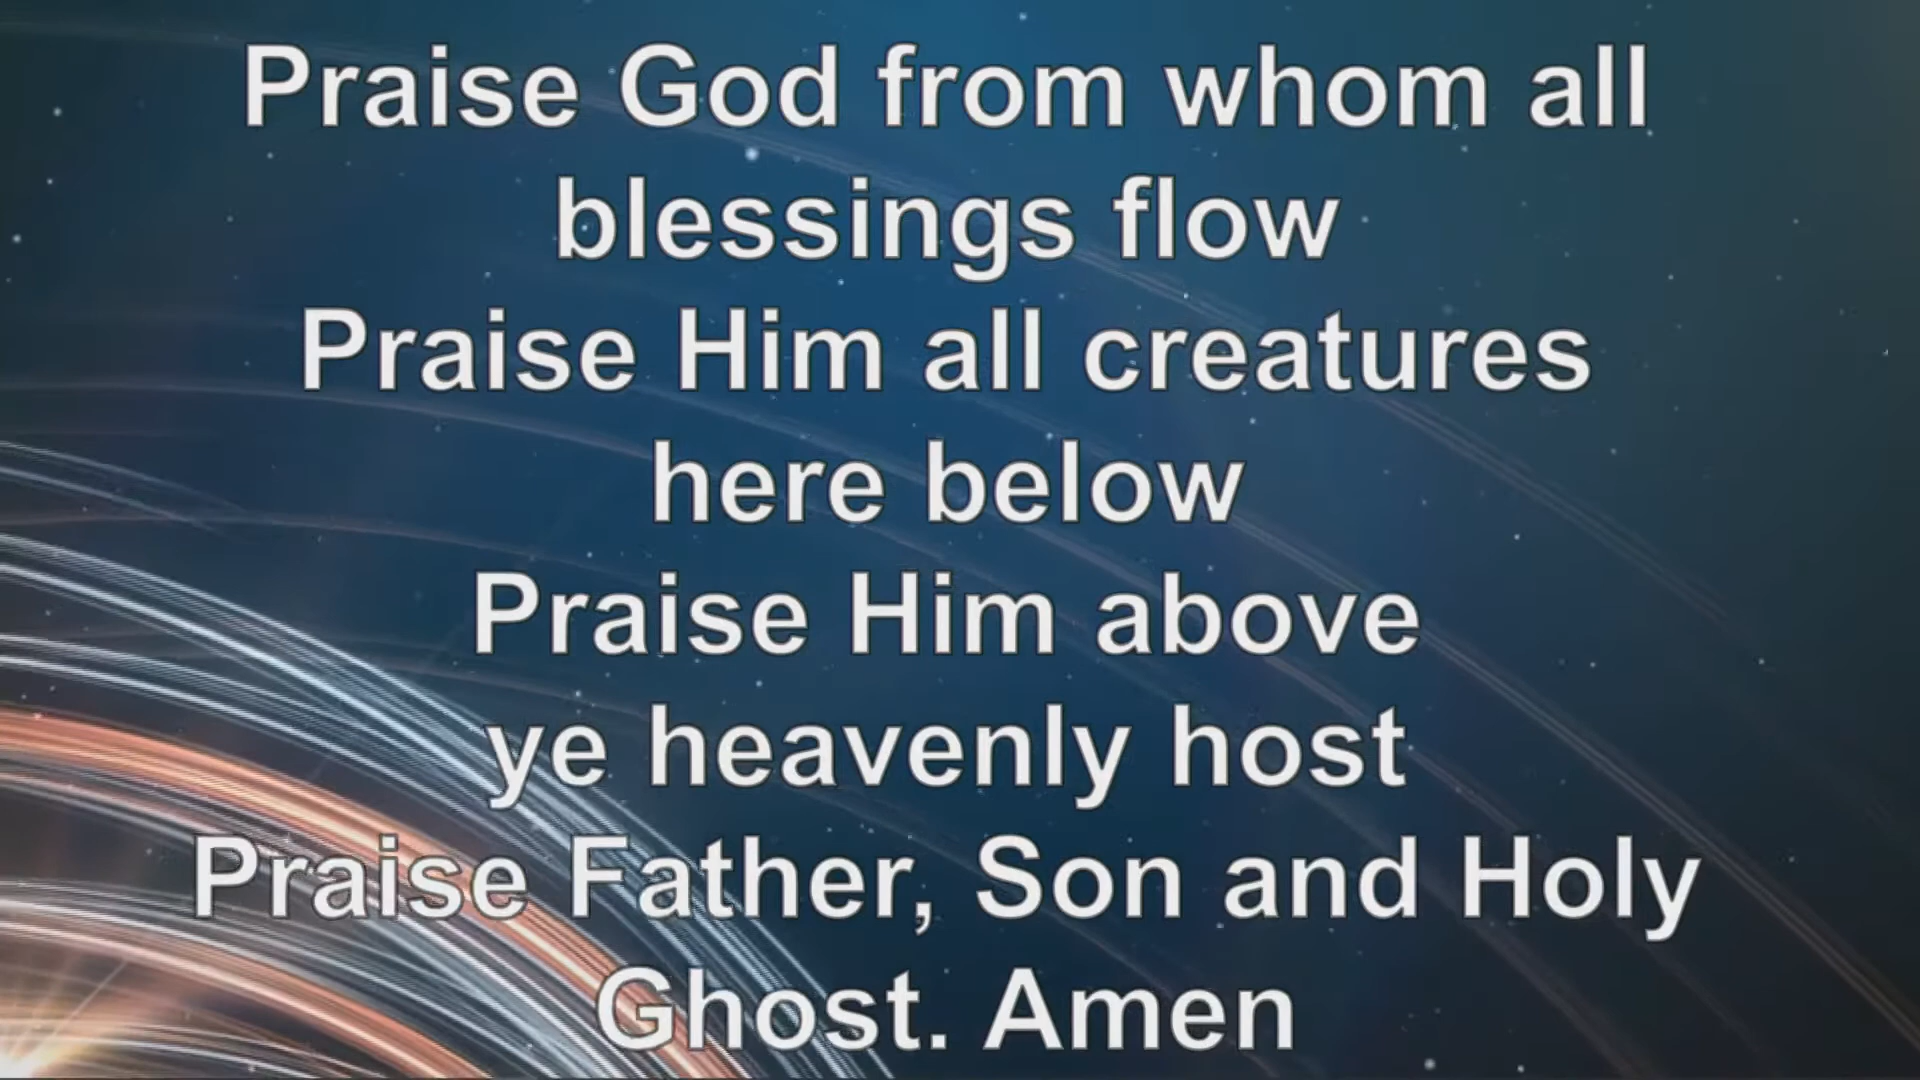 Praise God from whom all
blessings flow
Praise Him all creatures
here below
Praise Him above
ye heavenly host
Praise Father, Son and Holy
Ghost. Amen